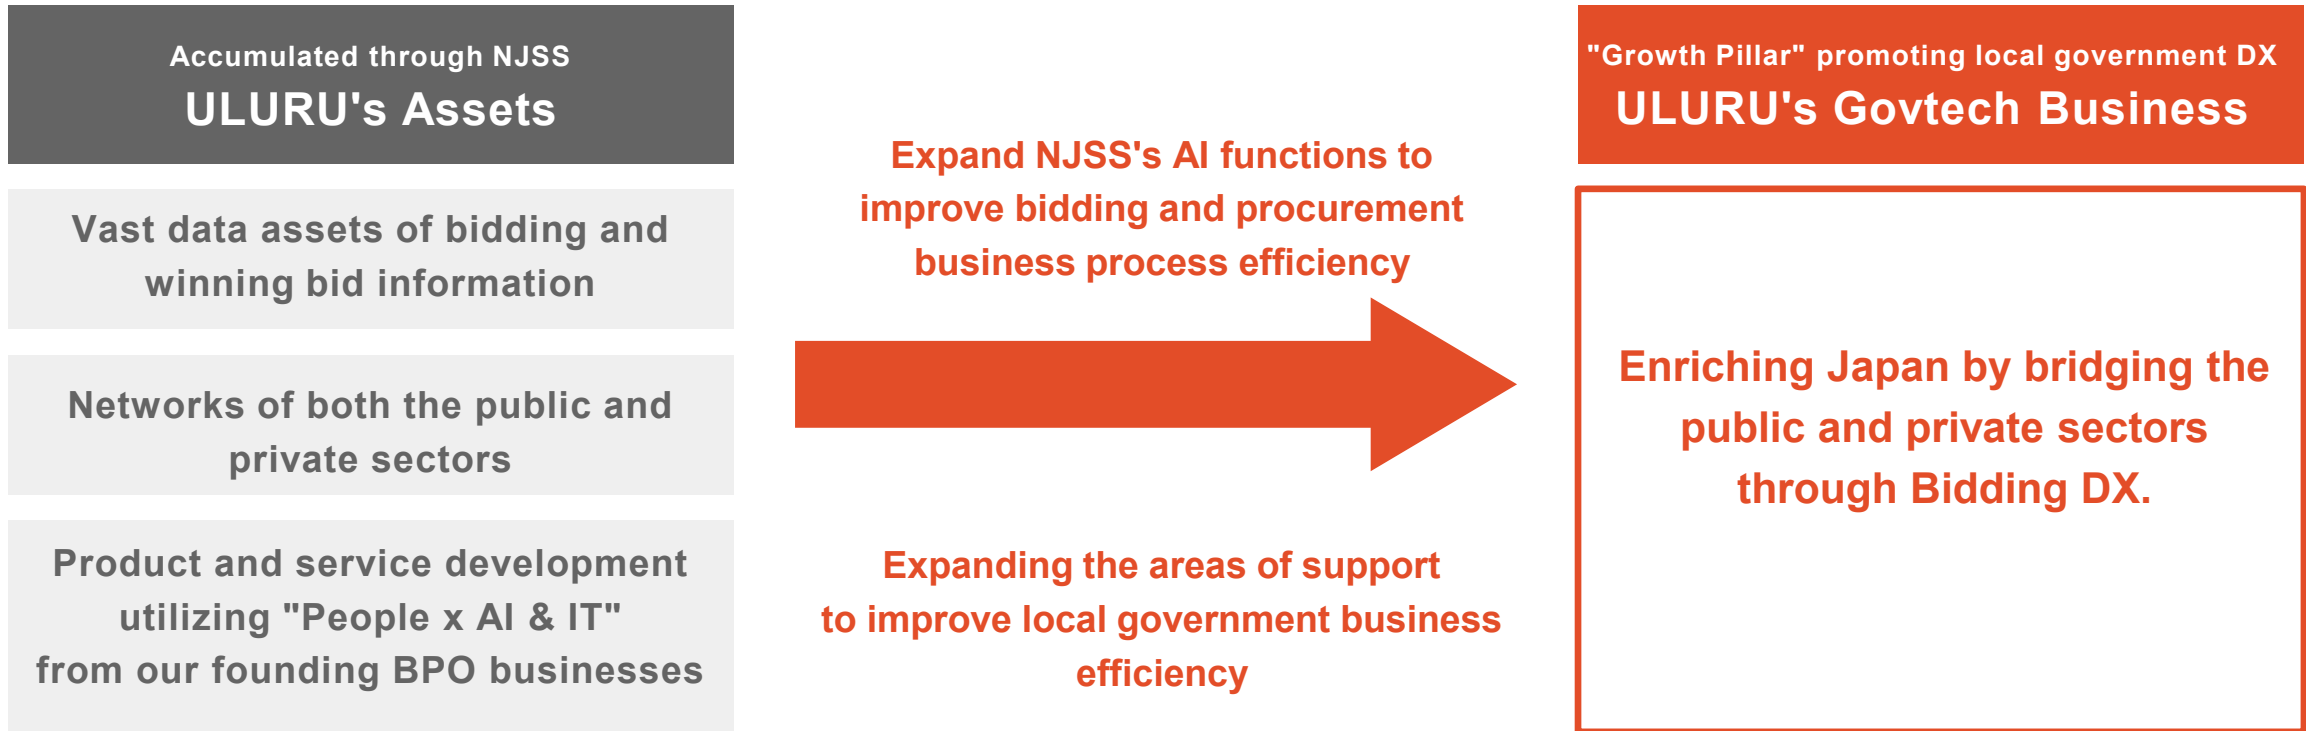 Accumulated through NJSS
ULURU's Assets
Vast data assets of bidding and
winning bid information
Networks of both the public and
private sectors
Product and service development
utilizing "People x AI & IT"
from our founding BPO businesses
Expand NJSS's AI functions to
improve bidding and procurement
business process efficiency
Expanding the areas of support
to improve local government business
efficiency
"Growth Pillar" promoting local government DX
ULURU's Govtech Business
Enriching Japan by bridging the
public and private sectors
through Bidding DX.